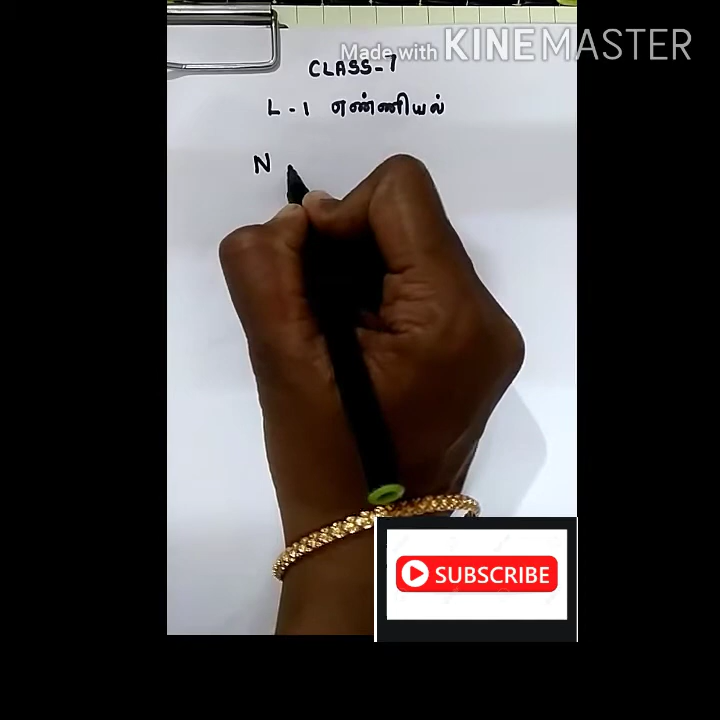 Made with KINEMASTER
CLASS-7
L-1 எண்ணியல்
N
SUBSCRIBE